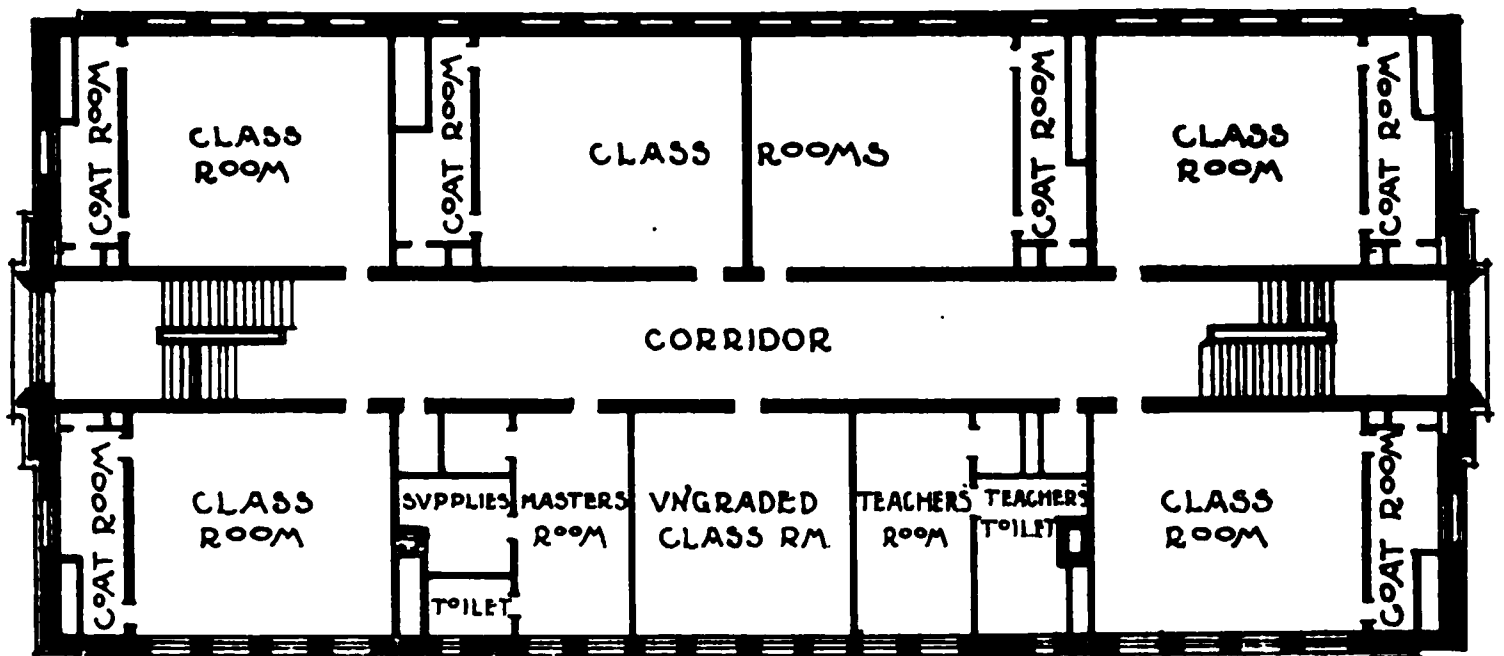 COAT ROOM
CLASS
ROOM
COAT ROOM
CLASS ROOMS
COAT ROOM
CLASS
ROOM
COAT ROOM
CORRIDOR
COAT ROOM
CLASS
ROOM
SVPPLIES
TOILET
MASTERS
ROOM
VNGRADED
CLASS RM.
TEACHERS'
ROOM
TEACHERS'
TOILET
CLASS
ROOM
COAT ROOM